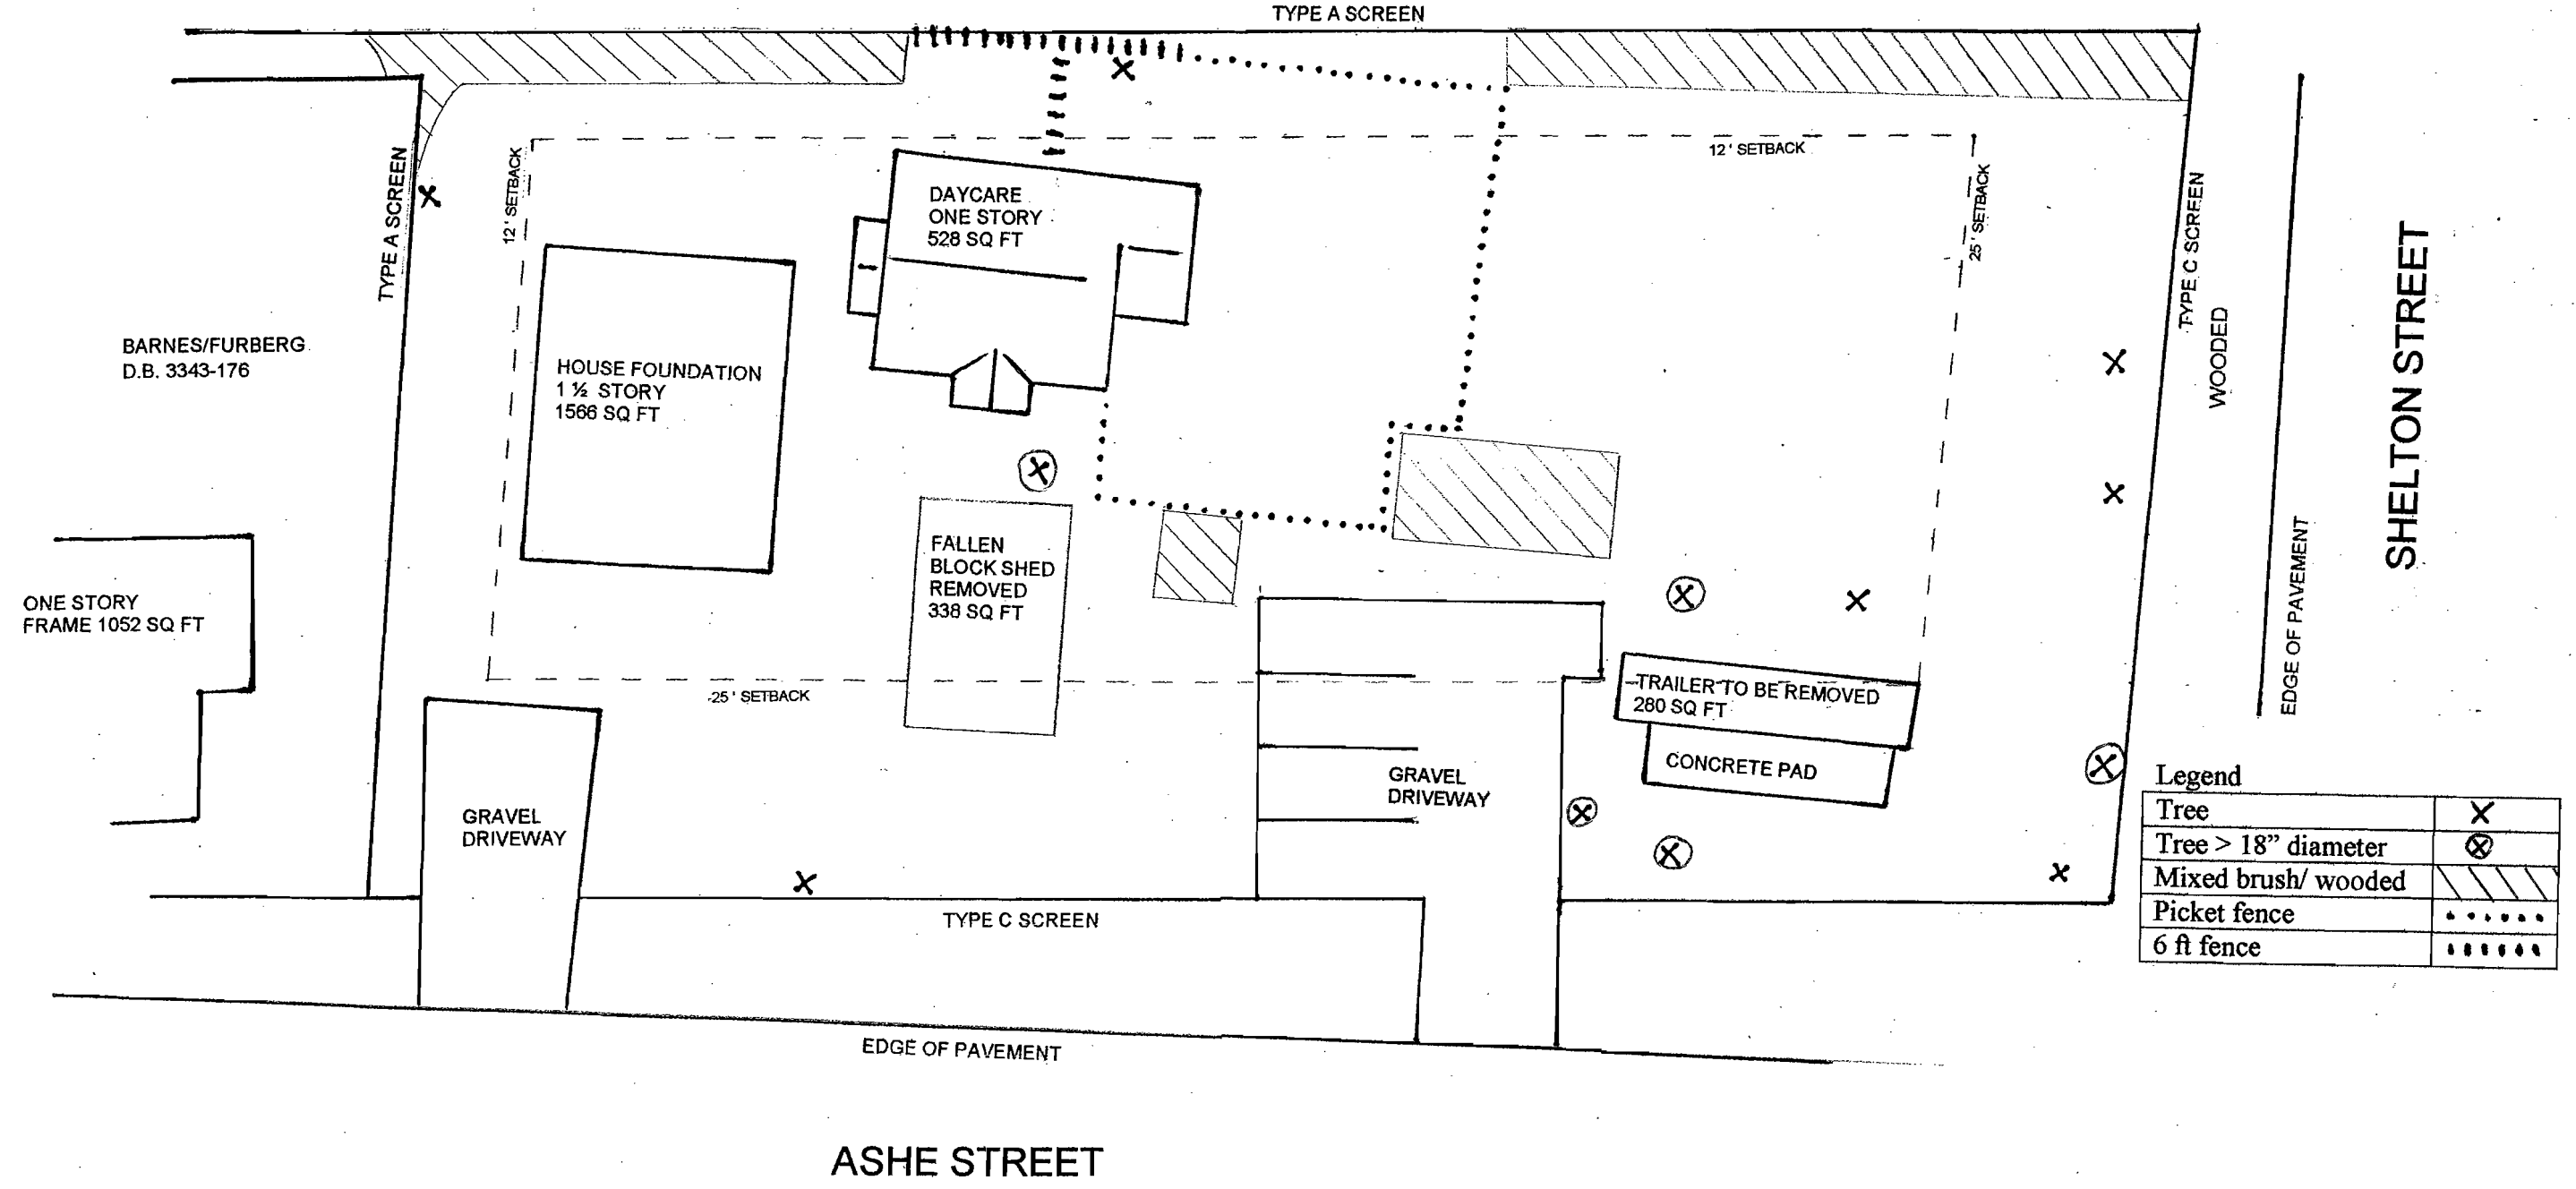 TYPE A SCREEN
12' SETBACK
12' SETBACK
25' SETBACK
TYPE A SCREEN
TYPE C SCREEN
WOODED
SHELTON STREET
DAYCARE
ONE STORY
528 SQ FT
BARNES/FURBERG
D.B. 3343-176
HOUSE FOUNDATION
1 ½ STORY
1566 SQ FT
FALLEN
BLOCK SHED
REMOVED
338 SQ FT
ONE STORY
FRAME 1052 SQ FT
EDGE OF PAVEMENT
25' SETBACK
TRAILER TO BE REMOVED
280 SQ FT
CONCRETE PAD
GRAVEL
DRIVEWAY
GRAVEL
DRIVEWAY
Legend
Tree
Tree > 18" diameter
Mixed brush/ wooded
Picket fence
6 ft fence
TYPE C SCREEN
EDGE OF PAVEMENT
ASHE STREET